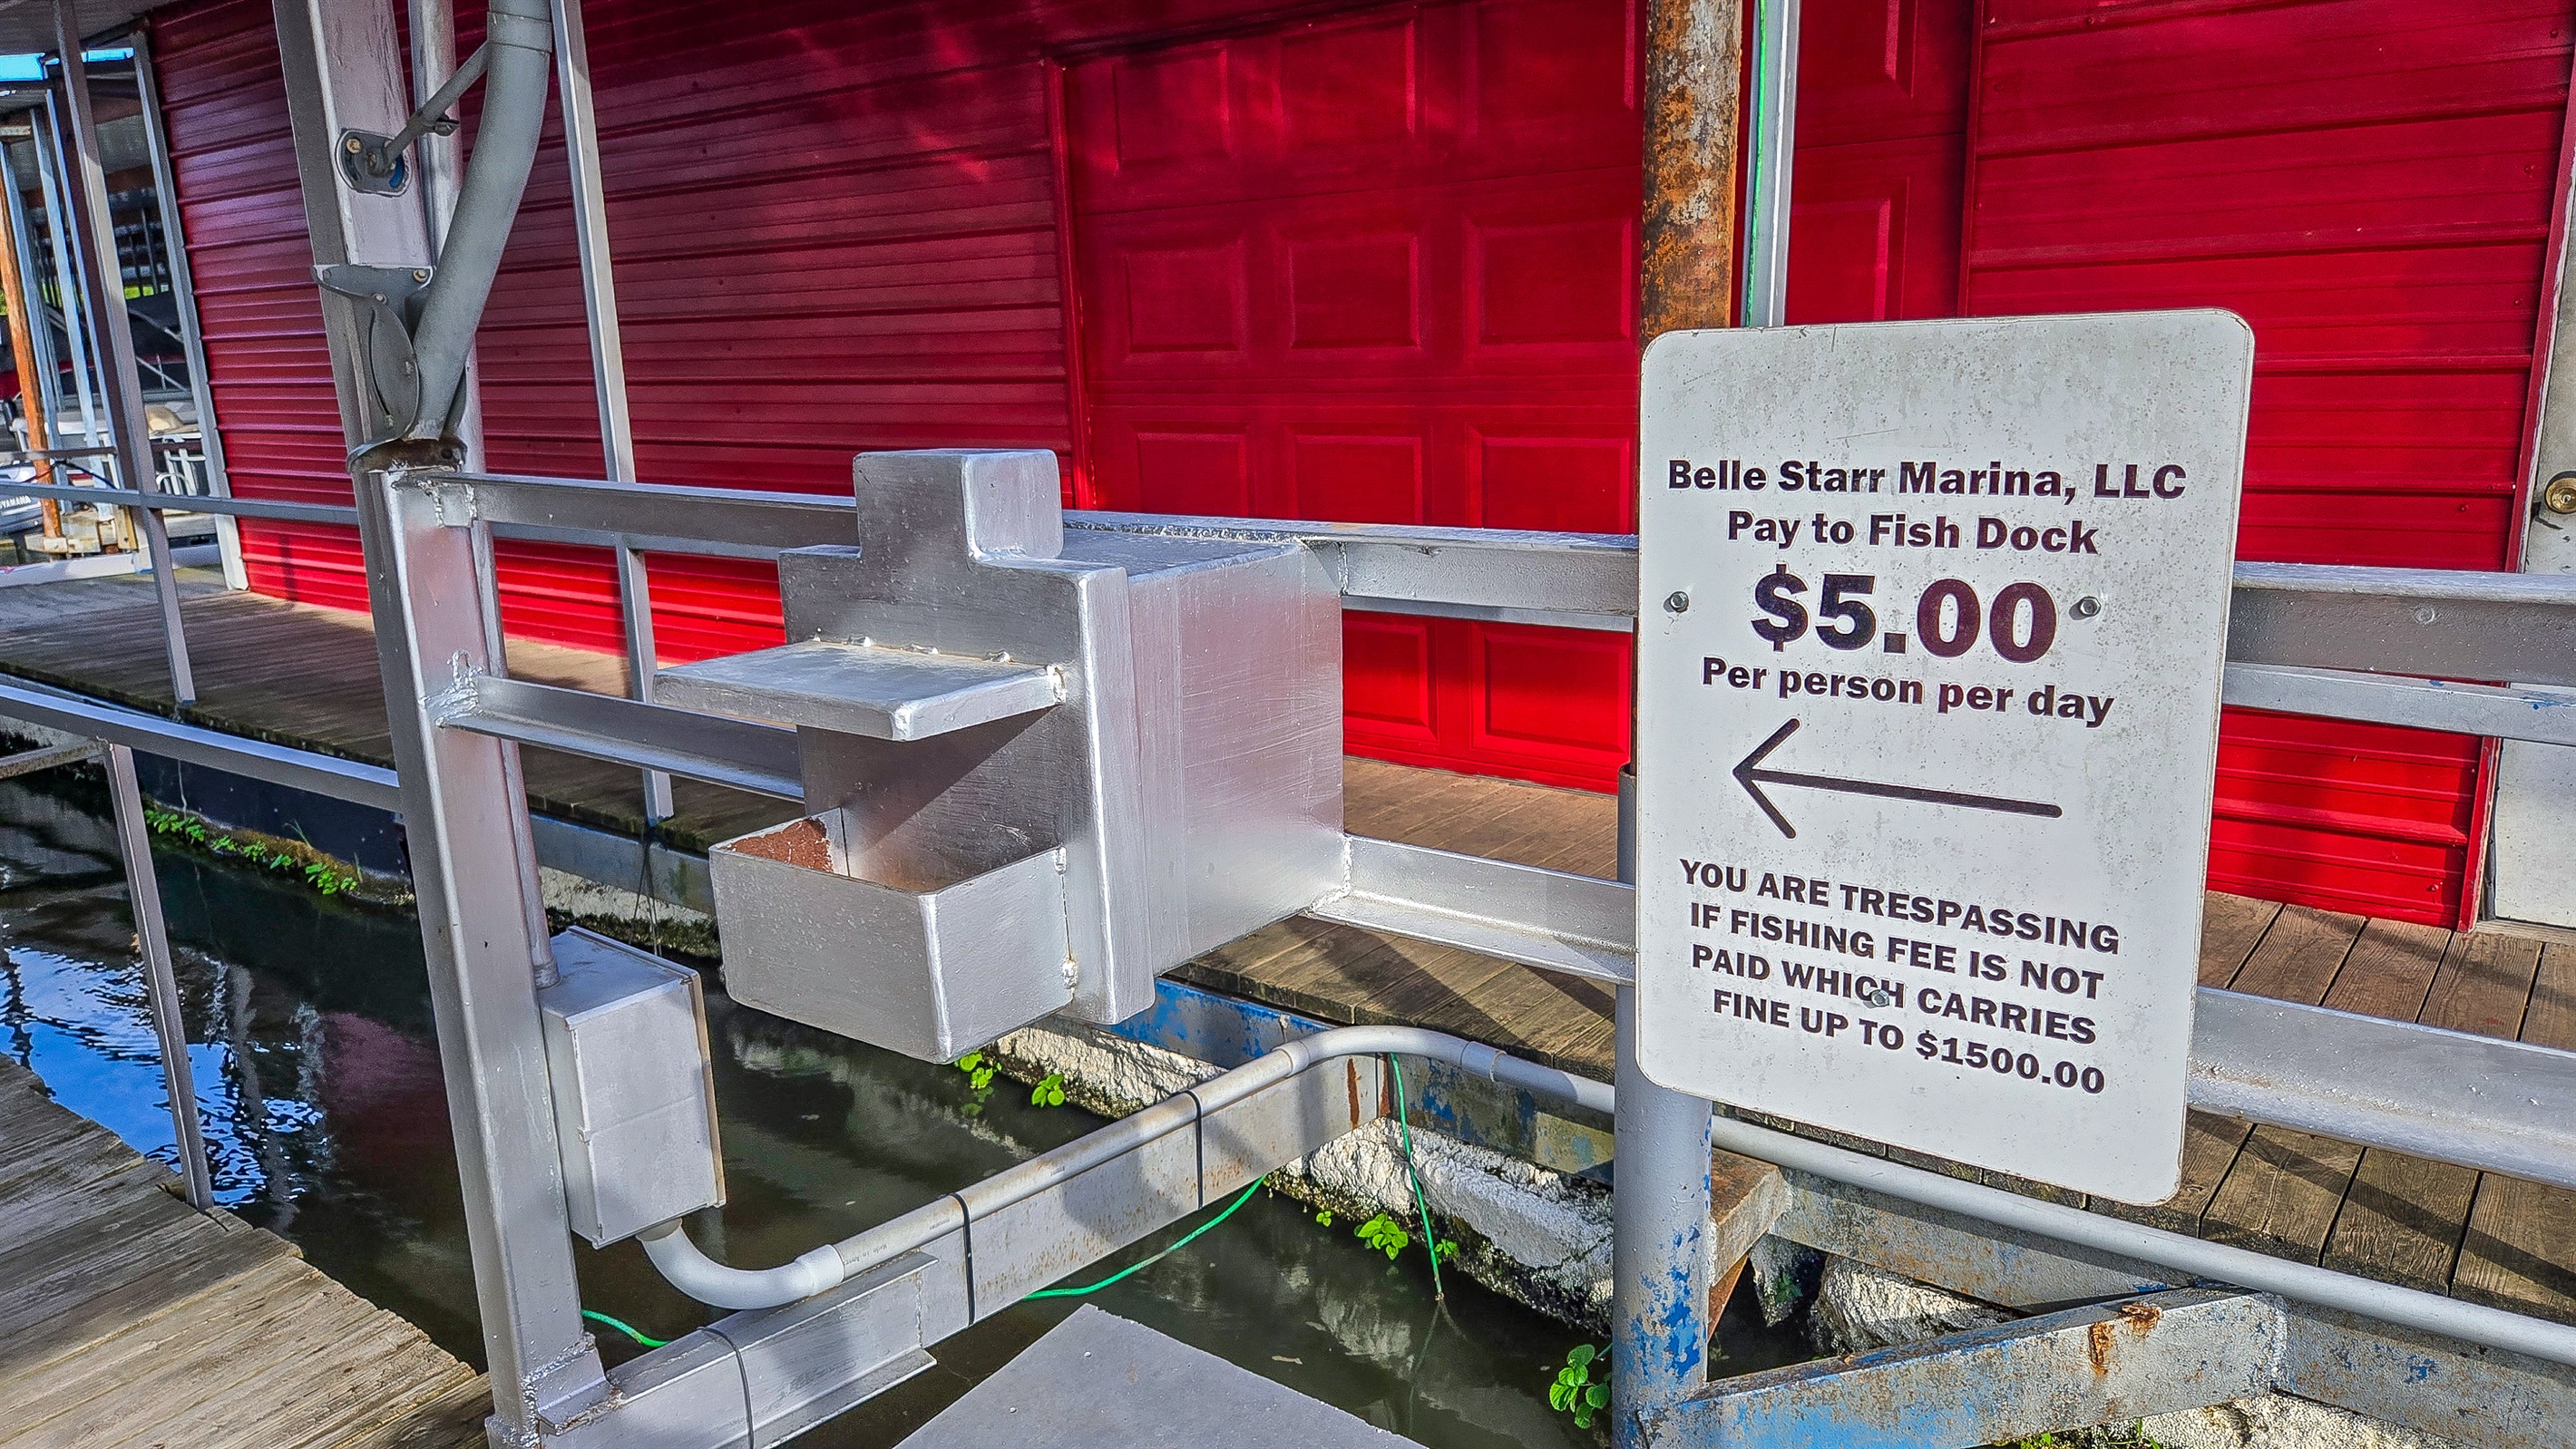 Belle Starr Marina, LLC
Pay to Fish Dock
$5.00
Per person per day
YOU ARE TRESPASSING
IF FISHING FEE IS NOT
PAID WHICH CARRIES
FINE UP TO $1500.00
YAMAHA